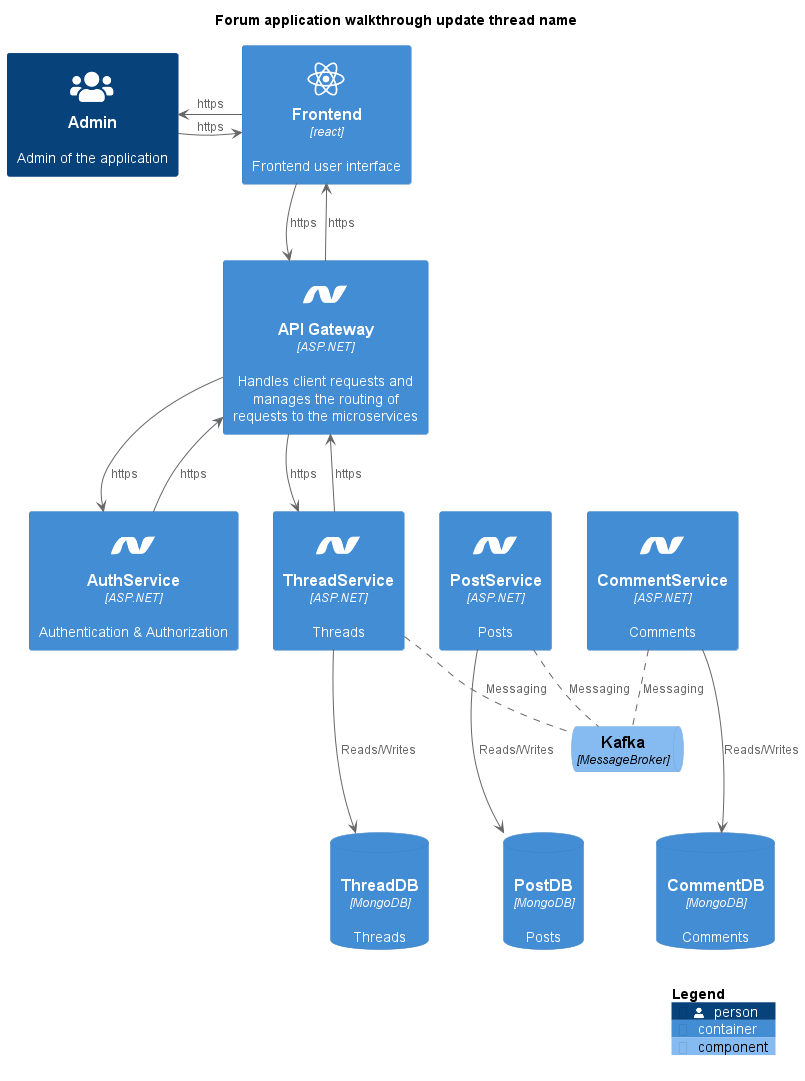 Forum application walkthrough update thread name
Admin
Admin of the application
https
https
Frontend
[react]
Frontend user interface
https
https
API Gateway
[ASP.NET]
Handles client requests and
manages the routing of
requests to the microservices
https
https
https
https
AuthService
[ASP.NET]
Authentication & Authorization
ThreadService
[ASP.NET]
Threads
PostService
[ASP.NET]
Posts
CommentService
[ASP.NET]
Comments
Messaging
Messaging
Messaging
Kafka
[MessageBroker]
Reads/Writes
Reads/Writes
Reads/Writes
ThreadDB
[MongoDB]
Threads
PostDB
[MongoDB]
Posts
CommentDB
[MongoDB]
Comments
Legend
person
container
component